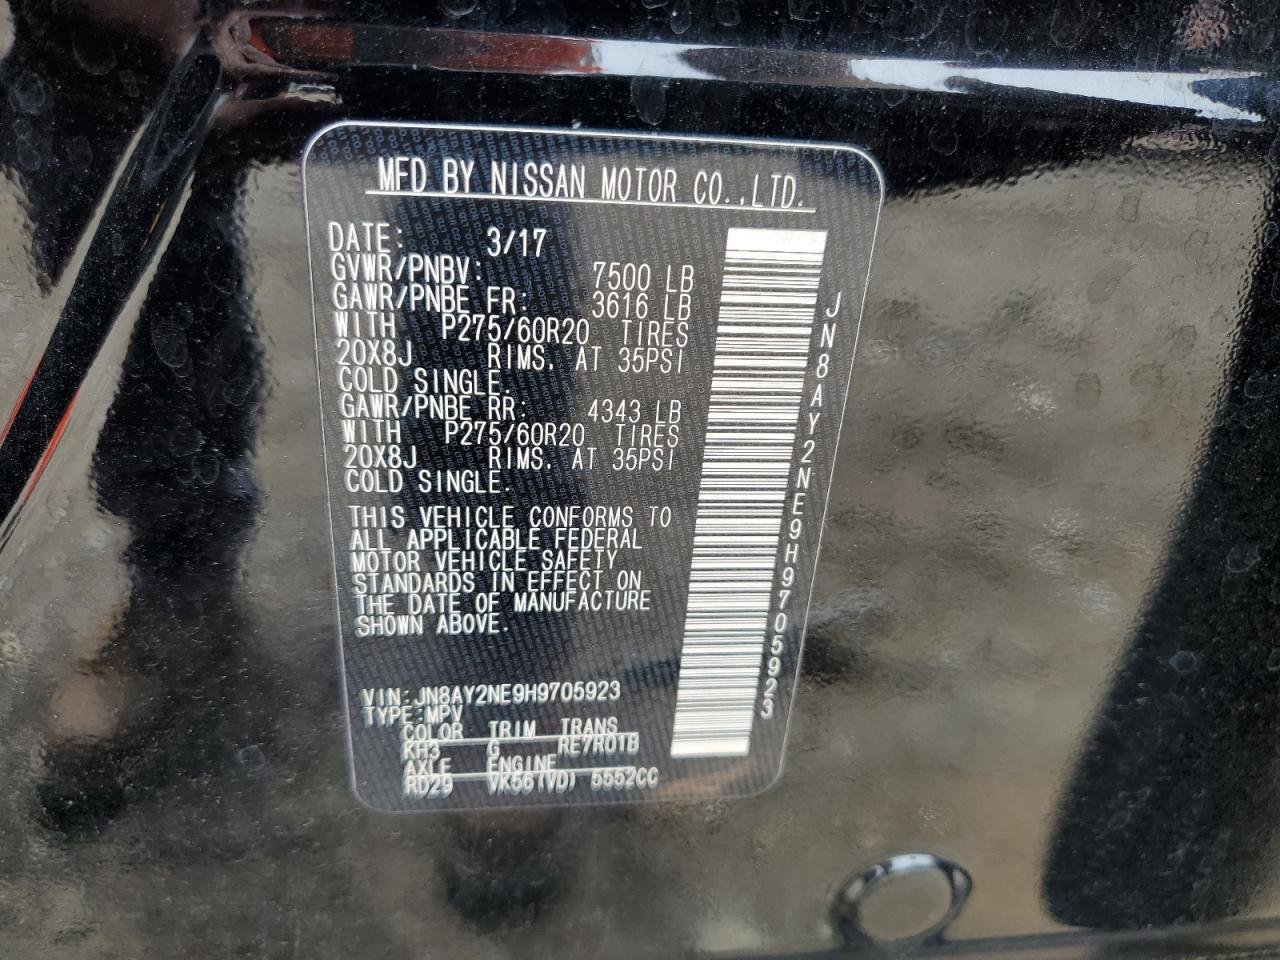 MFD BY NISSAN MOTOR CO.,LTD.
DATE: 3/17
GVWR/PNBV: 7500 LB
GAWR/PNBE FR: 3616 LB
WITH P275/60R20 TIRES
20X8J RIMS, AT 35PSI
COLD SINGLE.
GAWR/PNBE RR: 4343 LB
WITH P275/60R20 TIRES
20X8J RIMS, AT 35PSI
COLD SINGLE.
THIS VEHICLE CONFORMS TO
ALL APPLICABLE FEDERAL
MOTOR VEHICLE SAFETY
STANDARDS IN EFFECT ON
THE DATE OF MANUFACTURE
SHOWN ABOVE.
VIN:JN8AY2NE9H9705923
TYPE:MPV
COLOR TRIM TRANS
KH3 G RE7R01B
AXLE ENGINE
RD29 VK56(VD) 5552CC
JN8AY2NE9H9705923